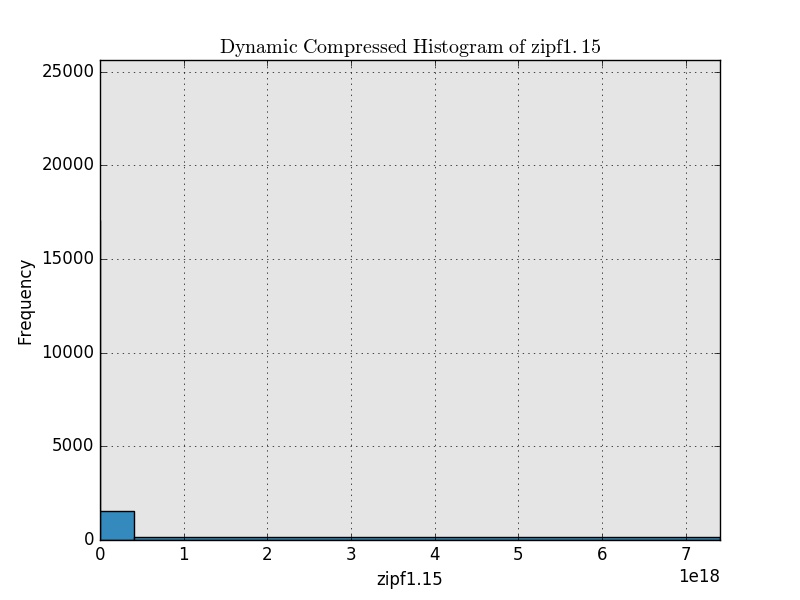 Dynamic Compressed Histogram of zipf1.15
25000
20000
15000
10000
5000
0
Frequency
0 1 2 3 4 5 6 7
1e18
zipf1.15